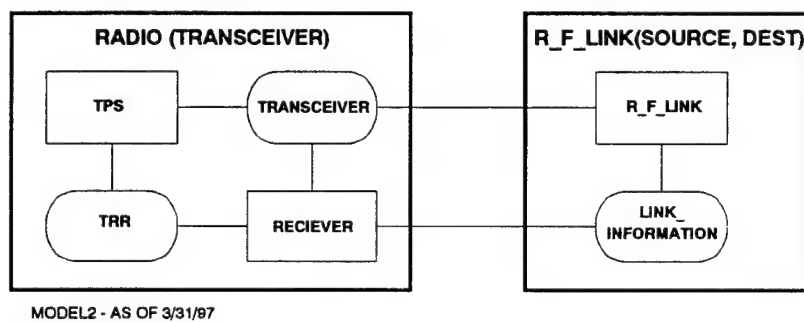 RADIO (TRANSCEIVER)
R_F_LINK(SOURCE, DEST)
TPS
TRANSCEIVER
R_F_LINK
TRR
RECIEVER
LINK_
INFORMATION
MODEL2 - AS OF 3/31/97